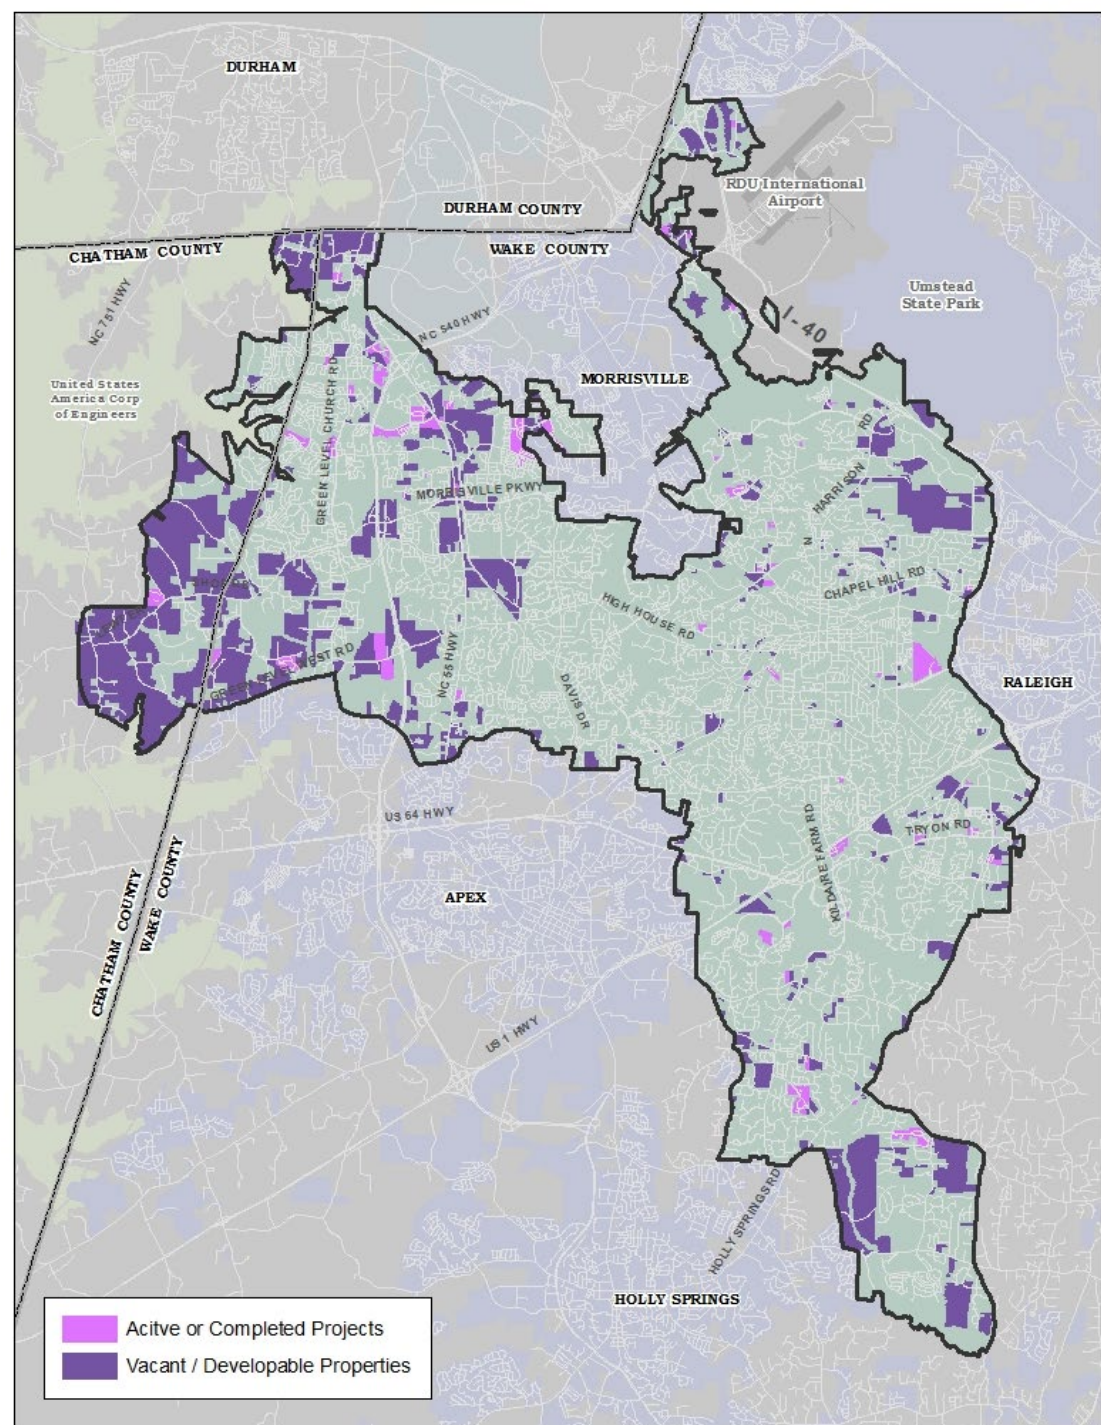 DURHAM
RDU International
Airport
DURHAM COUNTY
CHATHAM COUNTY
WAKE COUNTY
NC 751 HWY
Umstead
State Park
NC 540 HWY
I - 40
United States
America Corp
of Engineers
MORRISVILLE
GREEN LEVEL CHURCH RD
N HARRISON RD
MORRISVILLE PKWY
CHAPEL HILL RD
HIGH HOUSE RD
GREEN LEVEL WEST RD
NC 55 HWY
DAVIS DR
RALEIGH
US 64 HWY
KILDAIRE FARM RD
TRYON RD
CHATHAM COUNTY
WAKE COUNTY
APEX
US 1 HWY
HOLLY SPRINGS RD
HOLLY SPRINGS
Acitve or Completed Projects
Vacant / Developable Properties